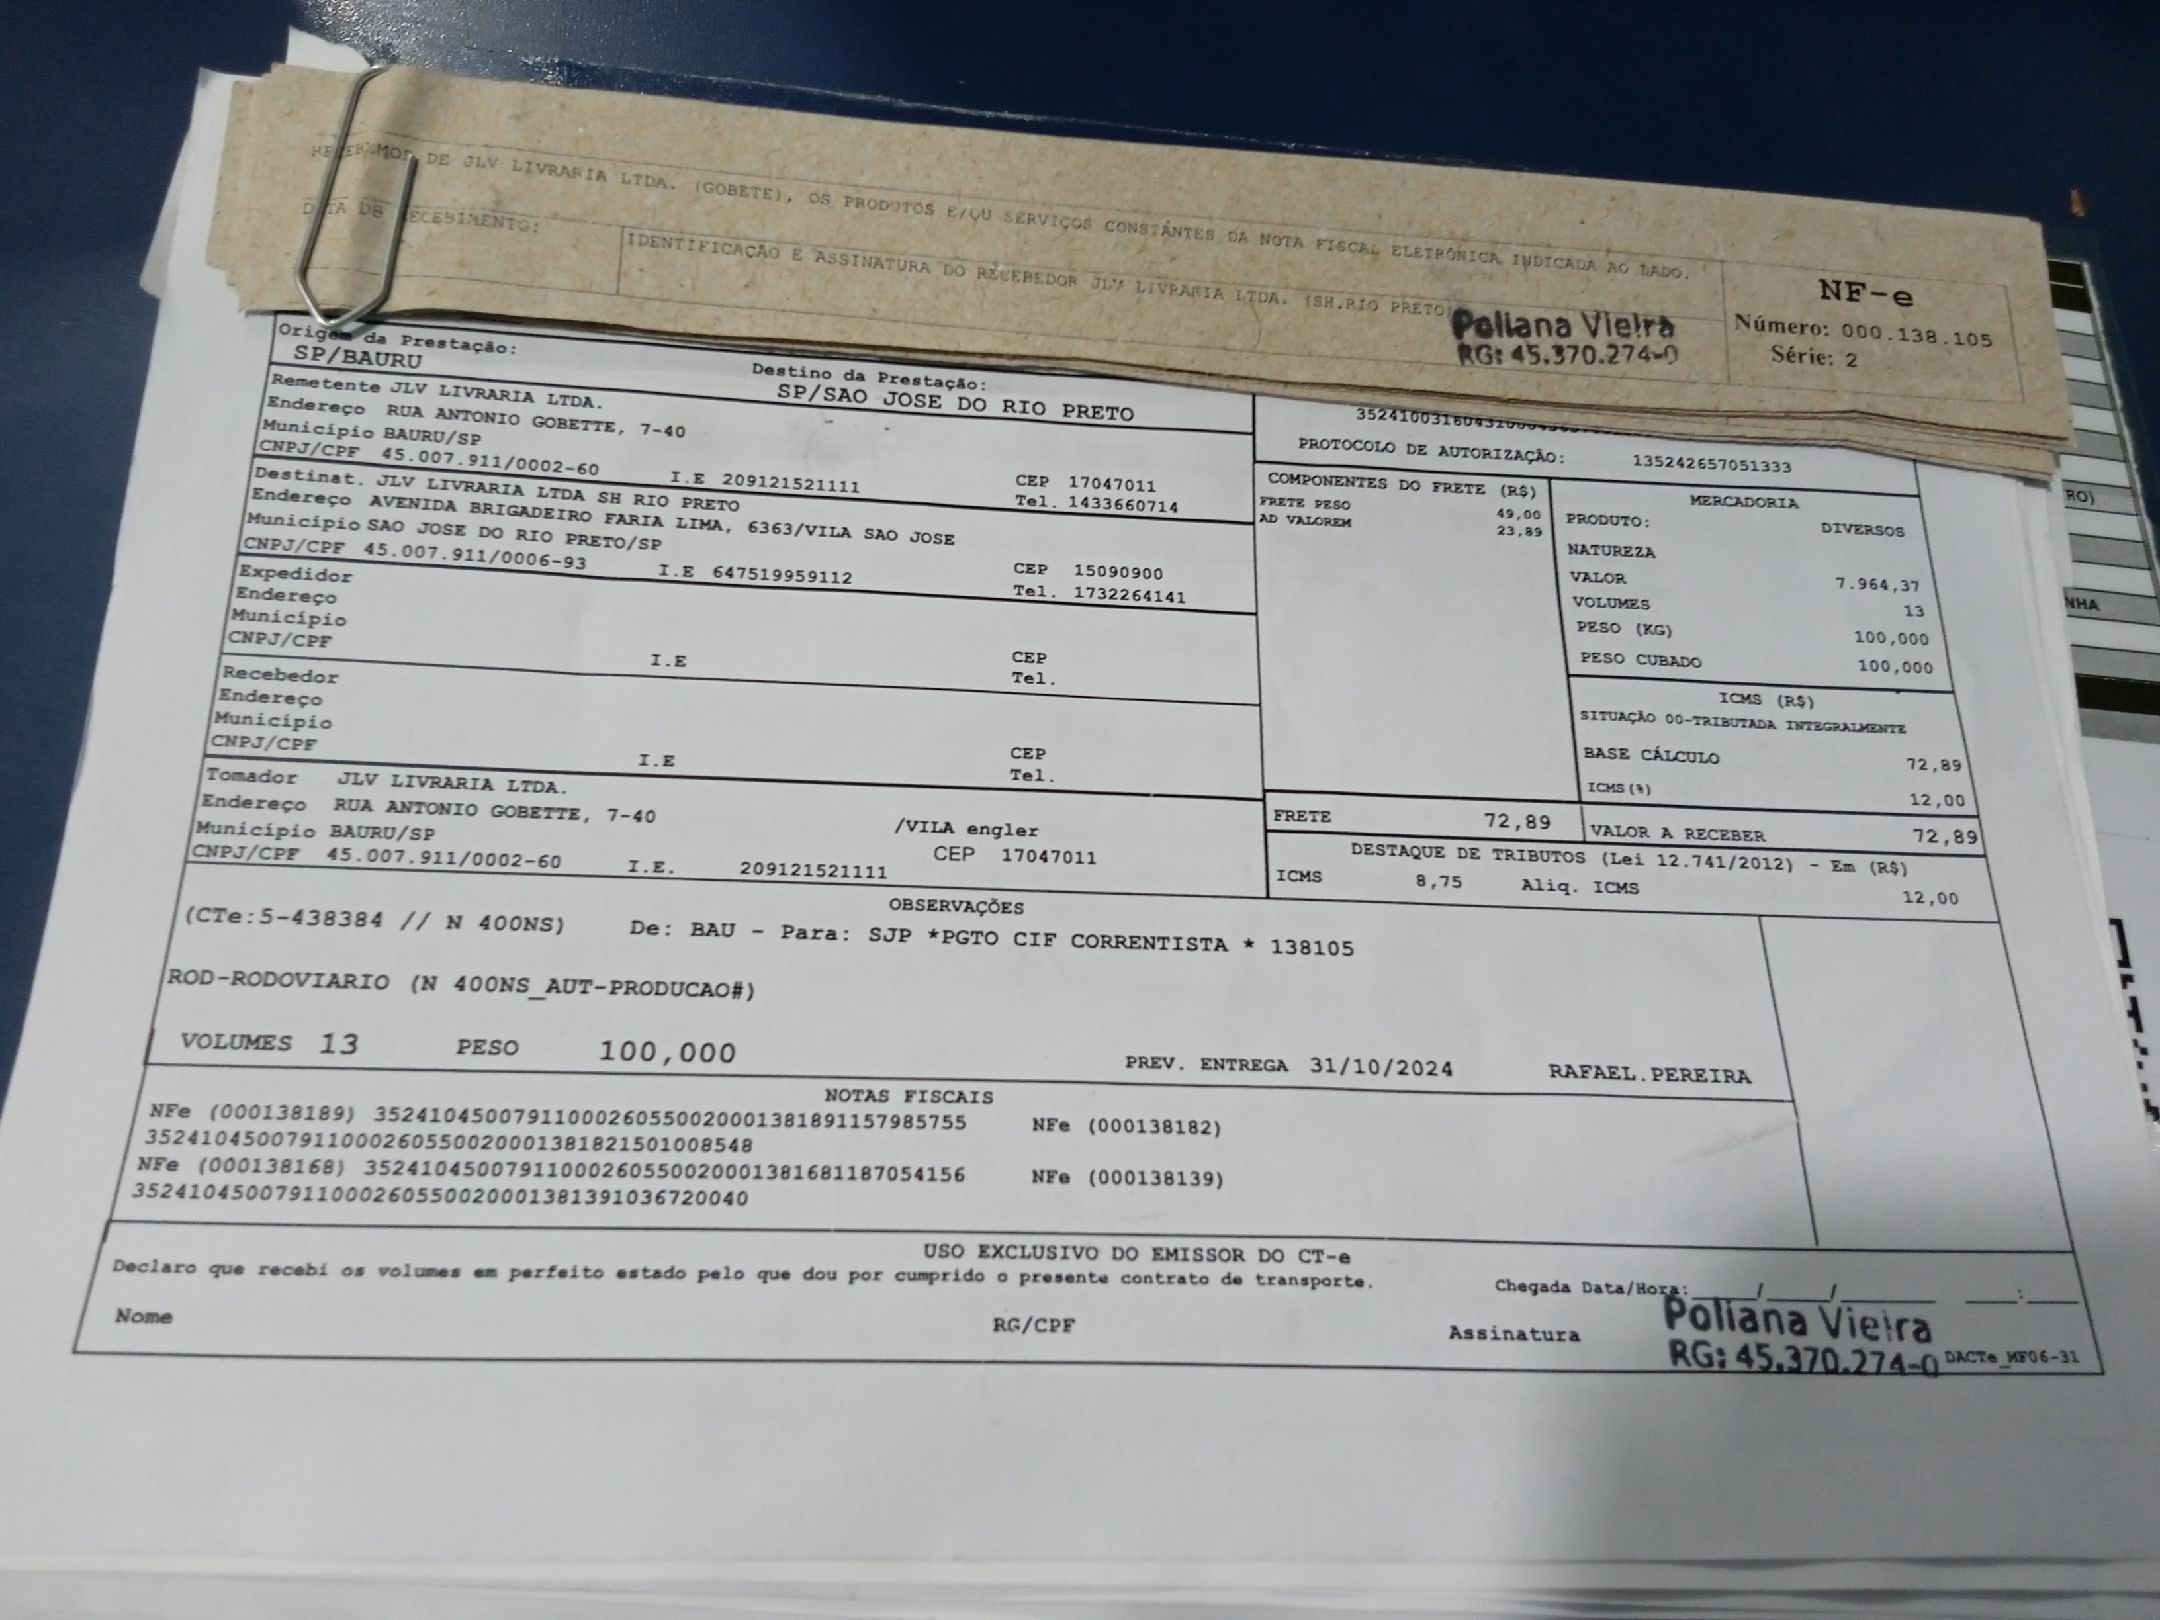 RECEBEMOS DE JLV LIVRARIA LTDA. (GOBETE), OS PRODUTOS E/OU SERVIÇOS CONSTANTES DA NOTA FISCAL ELETRÔNICA INDICADA AO LADO.
DATA DE RECEBIMENTO:
IDENTIFICAÇÃO E ASSINATURA DO RECEBEDOR JLV LIVRARIA LTDA. (SH.RIO PRETO)
Poliana Vieira
RG: 45.370.274-0
NF-e
Número: 000.138.105
Série: 2
Origem da Prestação:
SP/BAURU
Destino da Prestação:
SP/SAO JOSE DO RIO PRETO
Remetente JLV LIVRARIA LTDA.
Endereço RUA ANTONIO GOBETTE, 7-40
Município BAURU/SP CEP 17047011
CNPJ/CPF 45.007.911/0002-60 I.E 209121521111 Tel. 1433660714
Destinat. JLV LIVRARIA LTDA SH RIO PRETO
Endereço AVENIDA BRIGADEIRO FARIA LIMA, 6363/VILA SAO JOSE
Município SAO JOSE DO RIO PRETO/SP CEP 15090900
CNPJ/CPF 45.007.911/0006-93 I.E 647519959112 Tel. 1732264141
Expedidor
Endereço
Município CEP
CNPJ/CPF I.E Tel.
Recebedor
Endereço
Município CEP
CNPJ/CPF I.E Tel.
Tomador JLV LIVRARIA LTDA.
Endereço RUA ANTONIO GOBETTE, 7-40 /VILA engler
Município BAURU/SP CEP 17047011
CNPJ/CPF 45.007.911/0002-60 I.E. 209121521111
PROTOCOLO DE AUTORIZAÇÃO: 135242657051333
COMPONENTES DO FRETE (R$)
FRETE PESO 49,00
AD VALOREM 23,89
MERCADORIA
PRODUTO: DIVERSOS
NATUREZA
VALOR 7.964,37
VOLUMES 13
PESO (KG) 100,000
PESO CUBADO 100,000
ICMS (R$)
SITUAÇÃO 00-TRIBUTADA INTEGRALMENTE
BASE CÁLCULO 72,89
ICMS(%) 12,00
FRETE 72,89
VALOR A RECEBER 72,89
DESTAQUE DE TRIBUTOS (Lei 12.741/2012) - Em (R$)
ICMS 8,75 Aliq. ICMS 12,00
OBSERVAÇÕES
(CTe:5-438384 // N 400NS) De: BAU - Para: SJP *PGTO CIF CORRENTISTA * 138105
ROD-RODOVIARIO (N 400NS_AUT-PRODUCAO#)
VOLUMES 13 PESO 100,000 PREV. ENTREGA 31/10/2024 RAFAEL.PEREIRA
NOTAS FISCAIS
NFe (000138189) 35241045007911000260550020001381891157985755 NFe (000138182)
35241045007911000260550020001381821501008548
NFe (000138168) 35241045007911000260550020001381681187054156 NFe (000138139)
35241045007911000260550020001381391036720040
USO EXCLUSIVO DO EMISSOR DO CT-e
Declaro que recebi os volumes em perfeito estado pelo que dou por cumprido o presente contrato de transporte.
Chegada Data/Hora:_____/_____/_______ ____:____
Nome RG/CPF Assinatura
Poliana Vieira
RG: 45.370.274-0
DACTe_MF06-31
RO)
NHA